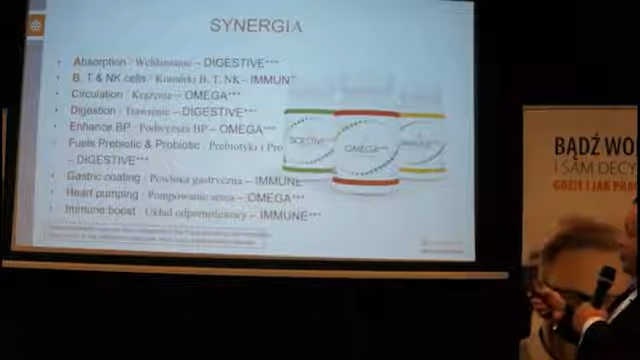 SYNERGIA
• Absorption / Wchłanianie – DIGESTIVE***
• B, T & NK cells / Komórki B, T, NK – IMMUN
• Circulation / Krążenie – OMEGA***
• Digestion / Trawienie – DIGESTIVE***
• Enhance BP / Podwyższa BP – OMEGA***
• Fuels Prebiotic & Probiotic / Prebiotyki i Pro
– DIGESTIVE***
• Gastric coating / Powłoka gastryczna – IMMUNE
• Heart pumping / Pompowanie serca – OMEGA***
• Immune boost / Układ odpornościowy – IMMUNE***
OMEGA***
BĄDŹ WO
I SAM DECY
GDZIE I JAK PRA